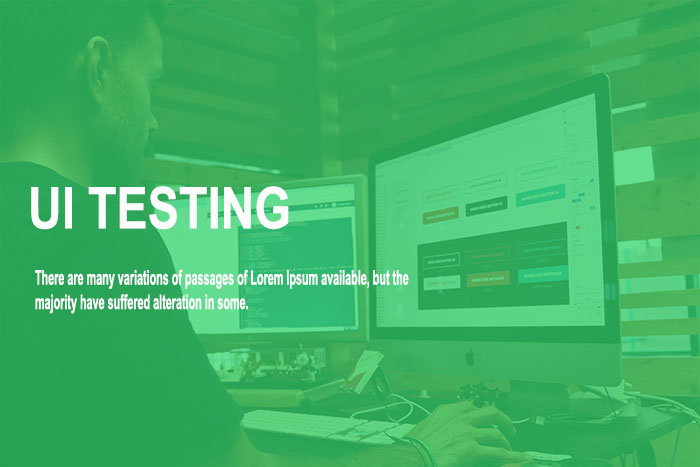 UI TESTING
There are many variations of passages of Lorem Ipsum available, but the
majority have suffered alteration in some.